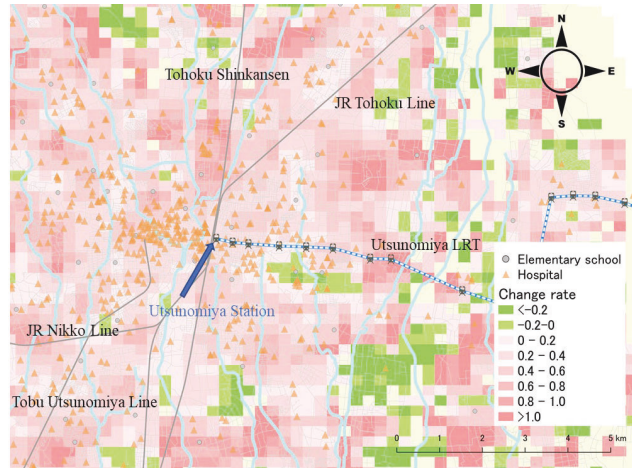 N
W E
S
Tohoku Shinkansen
JR Tohoku Line
Utsunomiya LRT
Utsunomiya Station
JR Nikko Line
Tobu Utsunomiya Line
Elementary school
Hospital
Change rate
<-0.2
-0.2-0
0 – 0.2
0.2 – 0.4
0.4 – 0.6
0.6 – 0.8
0.8 – 1.0
>1.0
0 1 2 3 4 5 km